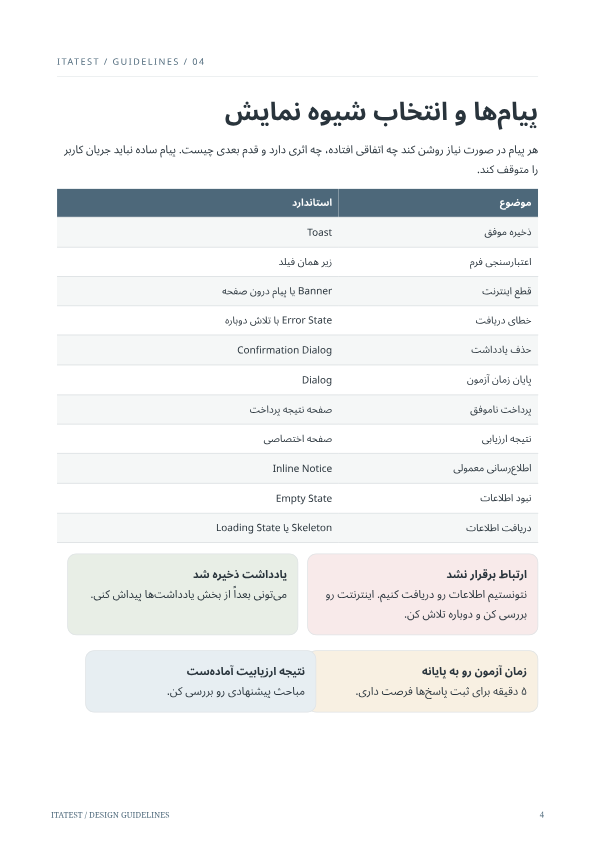 ITATEST / GUIDELINES / 04
پیام‌ها و انتخاب شیوه نمایش
هر پیام در صورت نیاز روشن کند چه اتفاقی افتاده، چه اثری دارد و قدم بعدی چیست. پیام ساده نباید جریان کاربر
را متوقف کند.
موضوع استاندارد
ذخیره موفق Toast
اعتبارسنجی فرم زیر همان فیلد
قطع اینترنت Banner یا پیام درون صفحه
خطای دریافت Error State با تلاش دوباره
حذف یادداشت Confirmation Dialog
پایان زمان آزمون Dialog
پرداخت ناموفق صفحه نتیجه پرداخت
نتیجه ارزیابی صفحه اختصاصی
اطلاع‌رسانی معمولی Inline Notice
نبود اطلاعات Empty State
دریافت اطلاعات Skeleton یا Loading State
ارتباط برقرار نشد
نتونستیم اطلاعات رو دریافت کنیم. اینترنتت رو
بررسی کن و دوباره تلاش کن.
یادداشت ذخیره شد
می‌تونی بعداً از بخش یادداشت‌ها پیداش کنی.
زمان آزمون رو به پایانه
۵ دقیقه برای ثبت پاسخ‌ها فرصت داری.
نتیجه ارزیابیت آماده‌ست
مباحث پیشنهادی رو بررسی کن.
ITATEST / DESIGN GUIDELINES
4